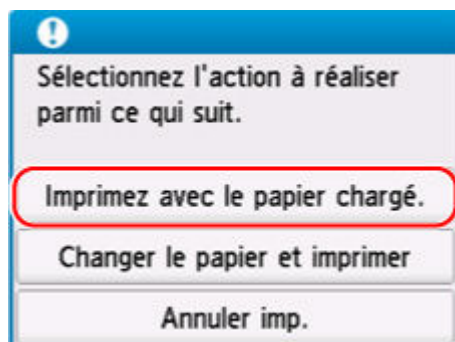 Sélectionnez l'action à réaliser
parmi ce qui suit.
Imprimez avec le papier chargé.
Changer le papier et imprimer
Annuler imp.